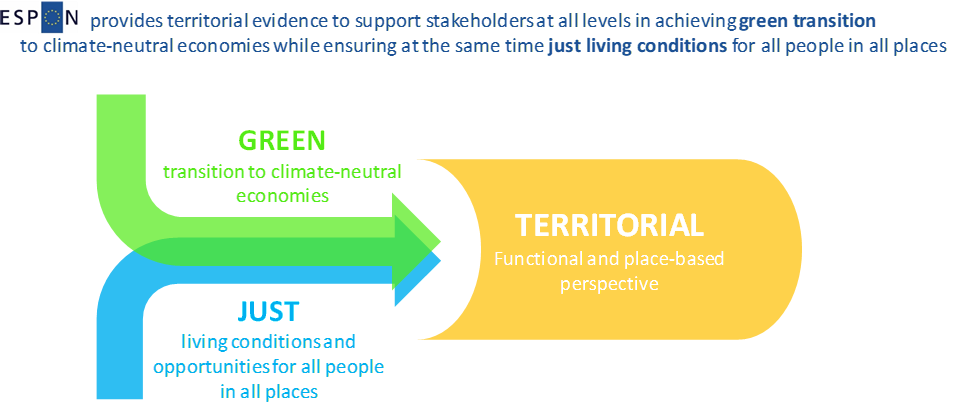 ESPON provides territorial evidence to support stakeholders at all levels in achieving green transition
to climate-neutral economies while ensuring at the same time just living conditions for all people in all places
GREEN
transition to climate-neutral
economies
TERRITORIAL
Functional and place-based
perspective
JUST
living conditions and
opportunities for all people
in all places